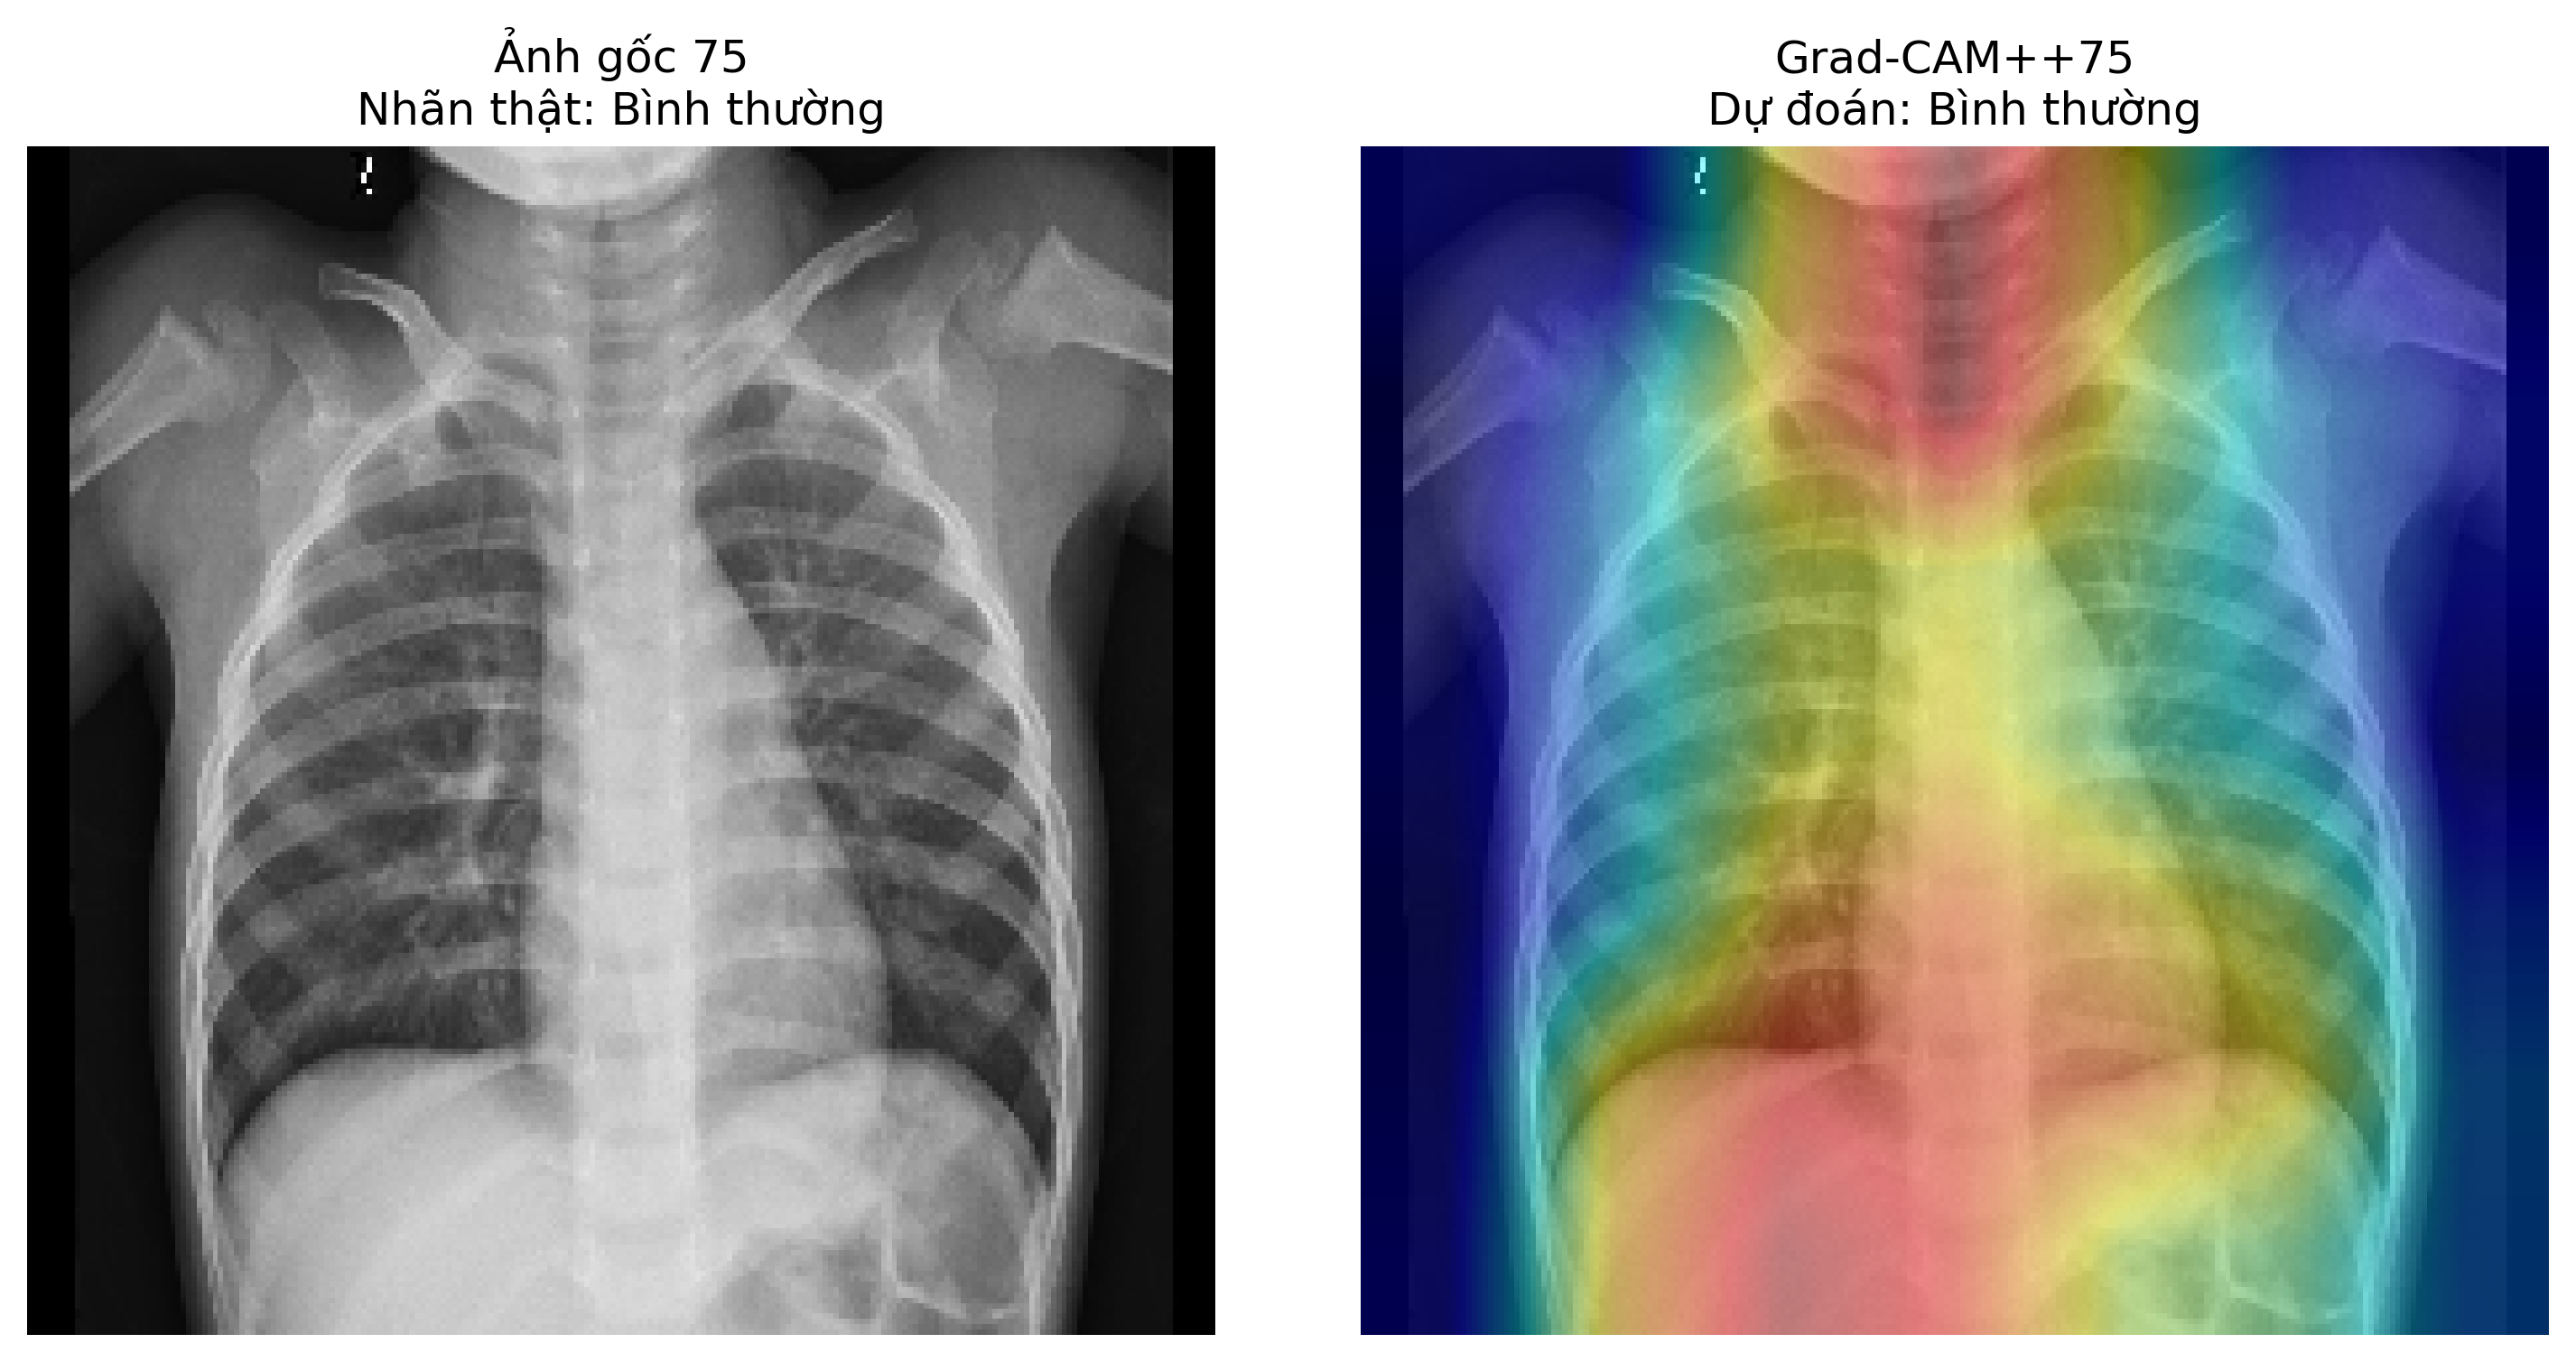 Ảnh gốc 75
Nhãn thật: Bình thường
Grad-CAM++75
Dự đoán: Bình thường